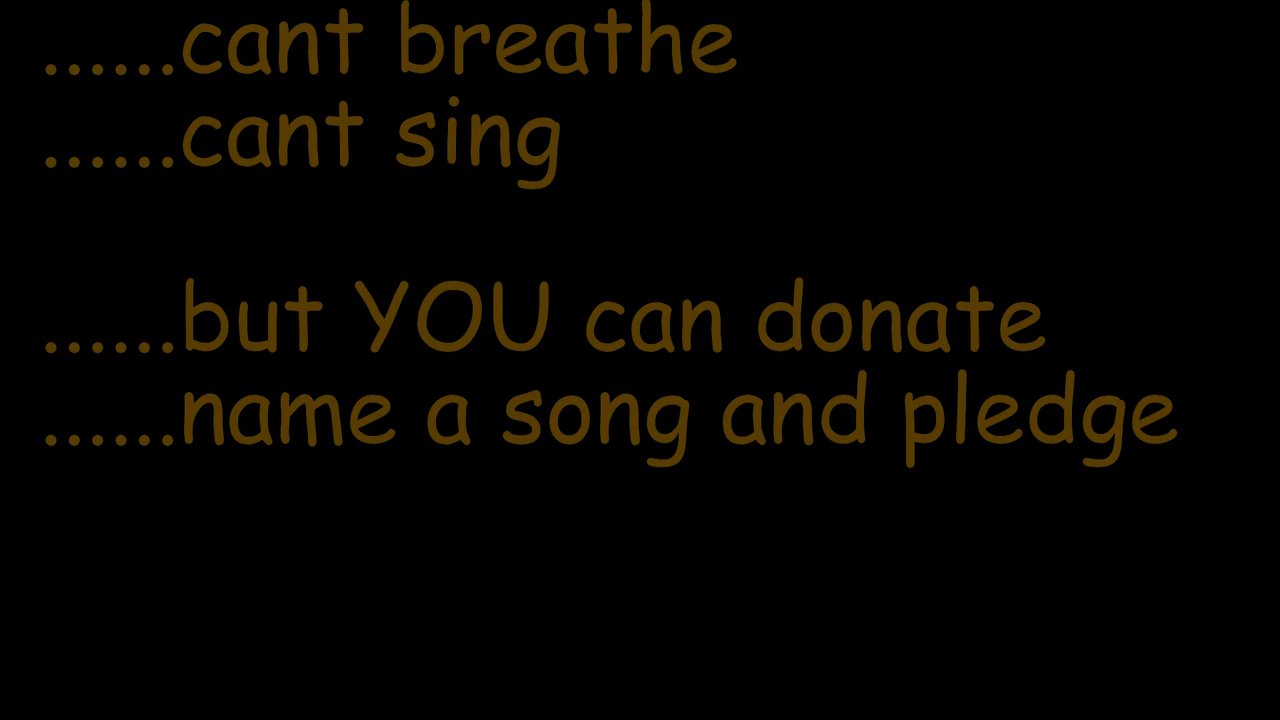 ......cant breathe
......cant sing
......but YOU can donate
......name a song and pledge